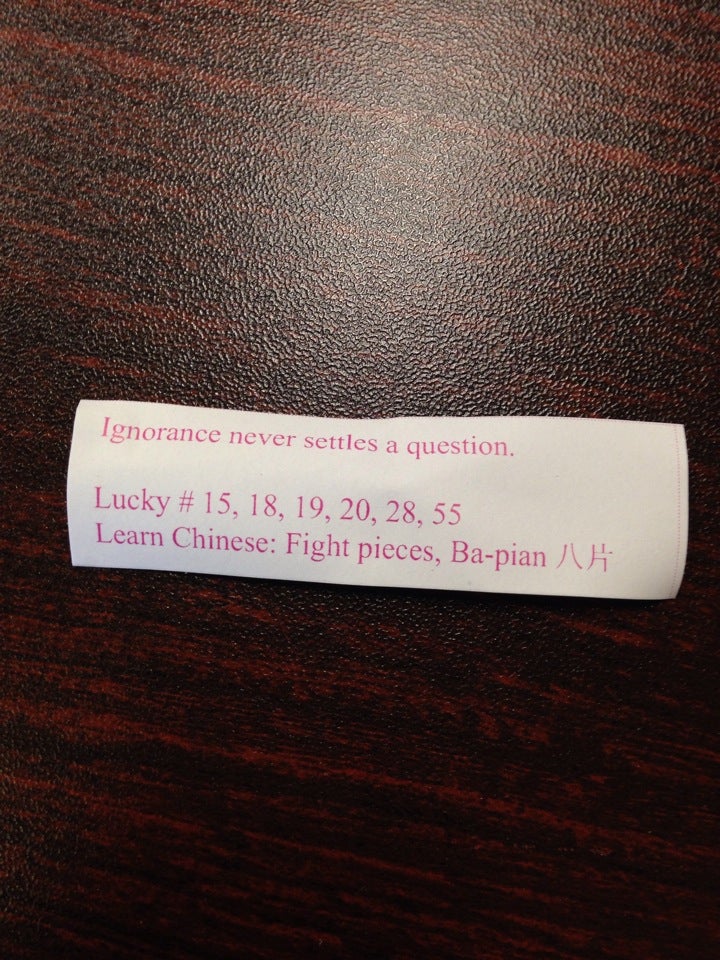 Ignorance never settles a question.
Lucky # 15, 18, 19, 20, 28, 55
Learn Chinese: Fight pieces, Ba-pian 八片